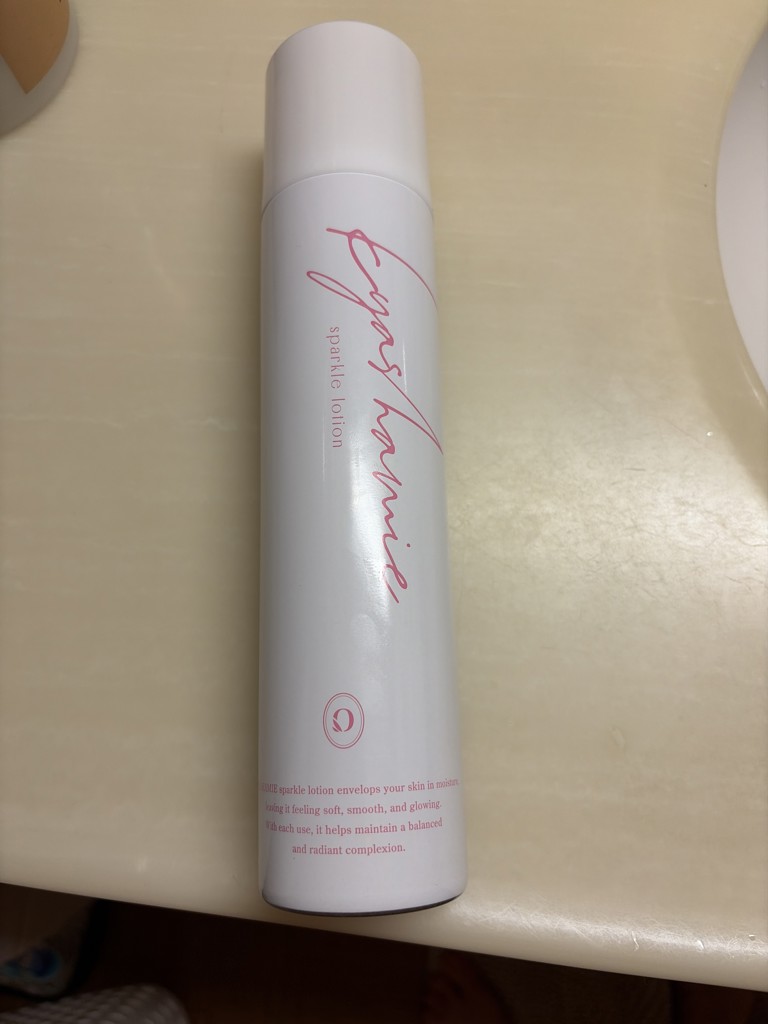 sparkle lotion
sparkle lotion envelops your skin in moisture,
it feeling soft, smooth, and glowing.
With each use, it helps maintain a balanced
and radiant complexion.